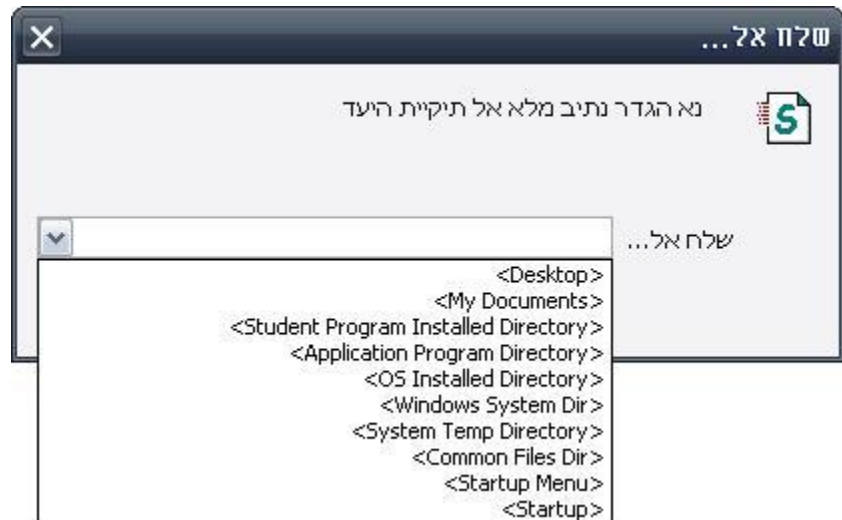 שלח אל...
נא הגדר נתיב מלא אל תיקיית היעד
שלח אל...
<Desktop>
<My Documents>
<Student Program Installed Directory>
<Application Program Directory>
<OS Installed Directory>
<Windows System Dir>
<System Temp Directory>
<Common Files Dir>
<Startup Menu>
<Startup>